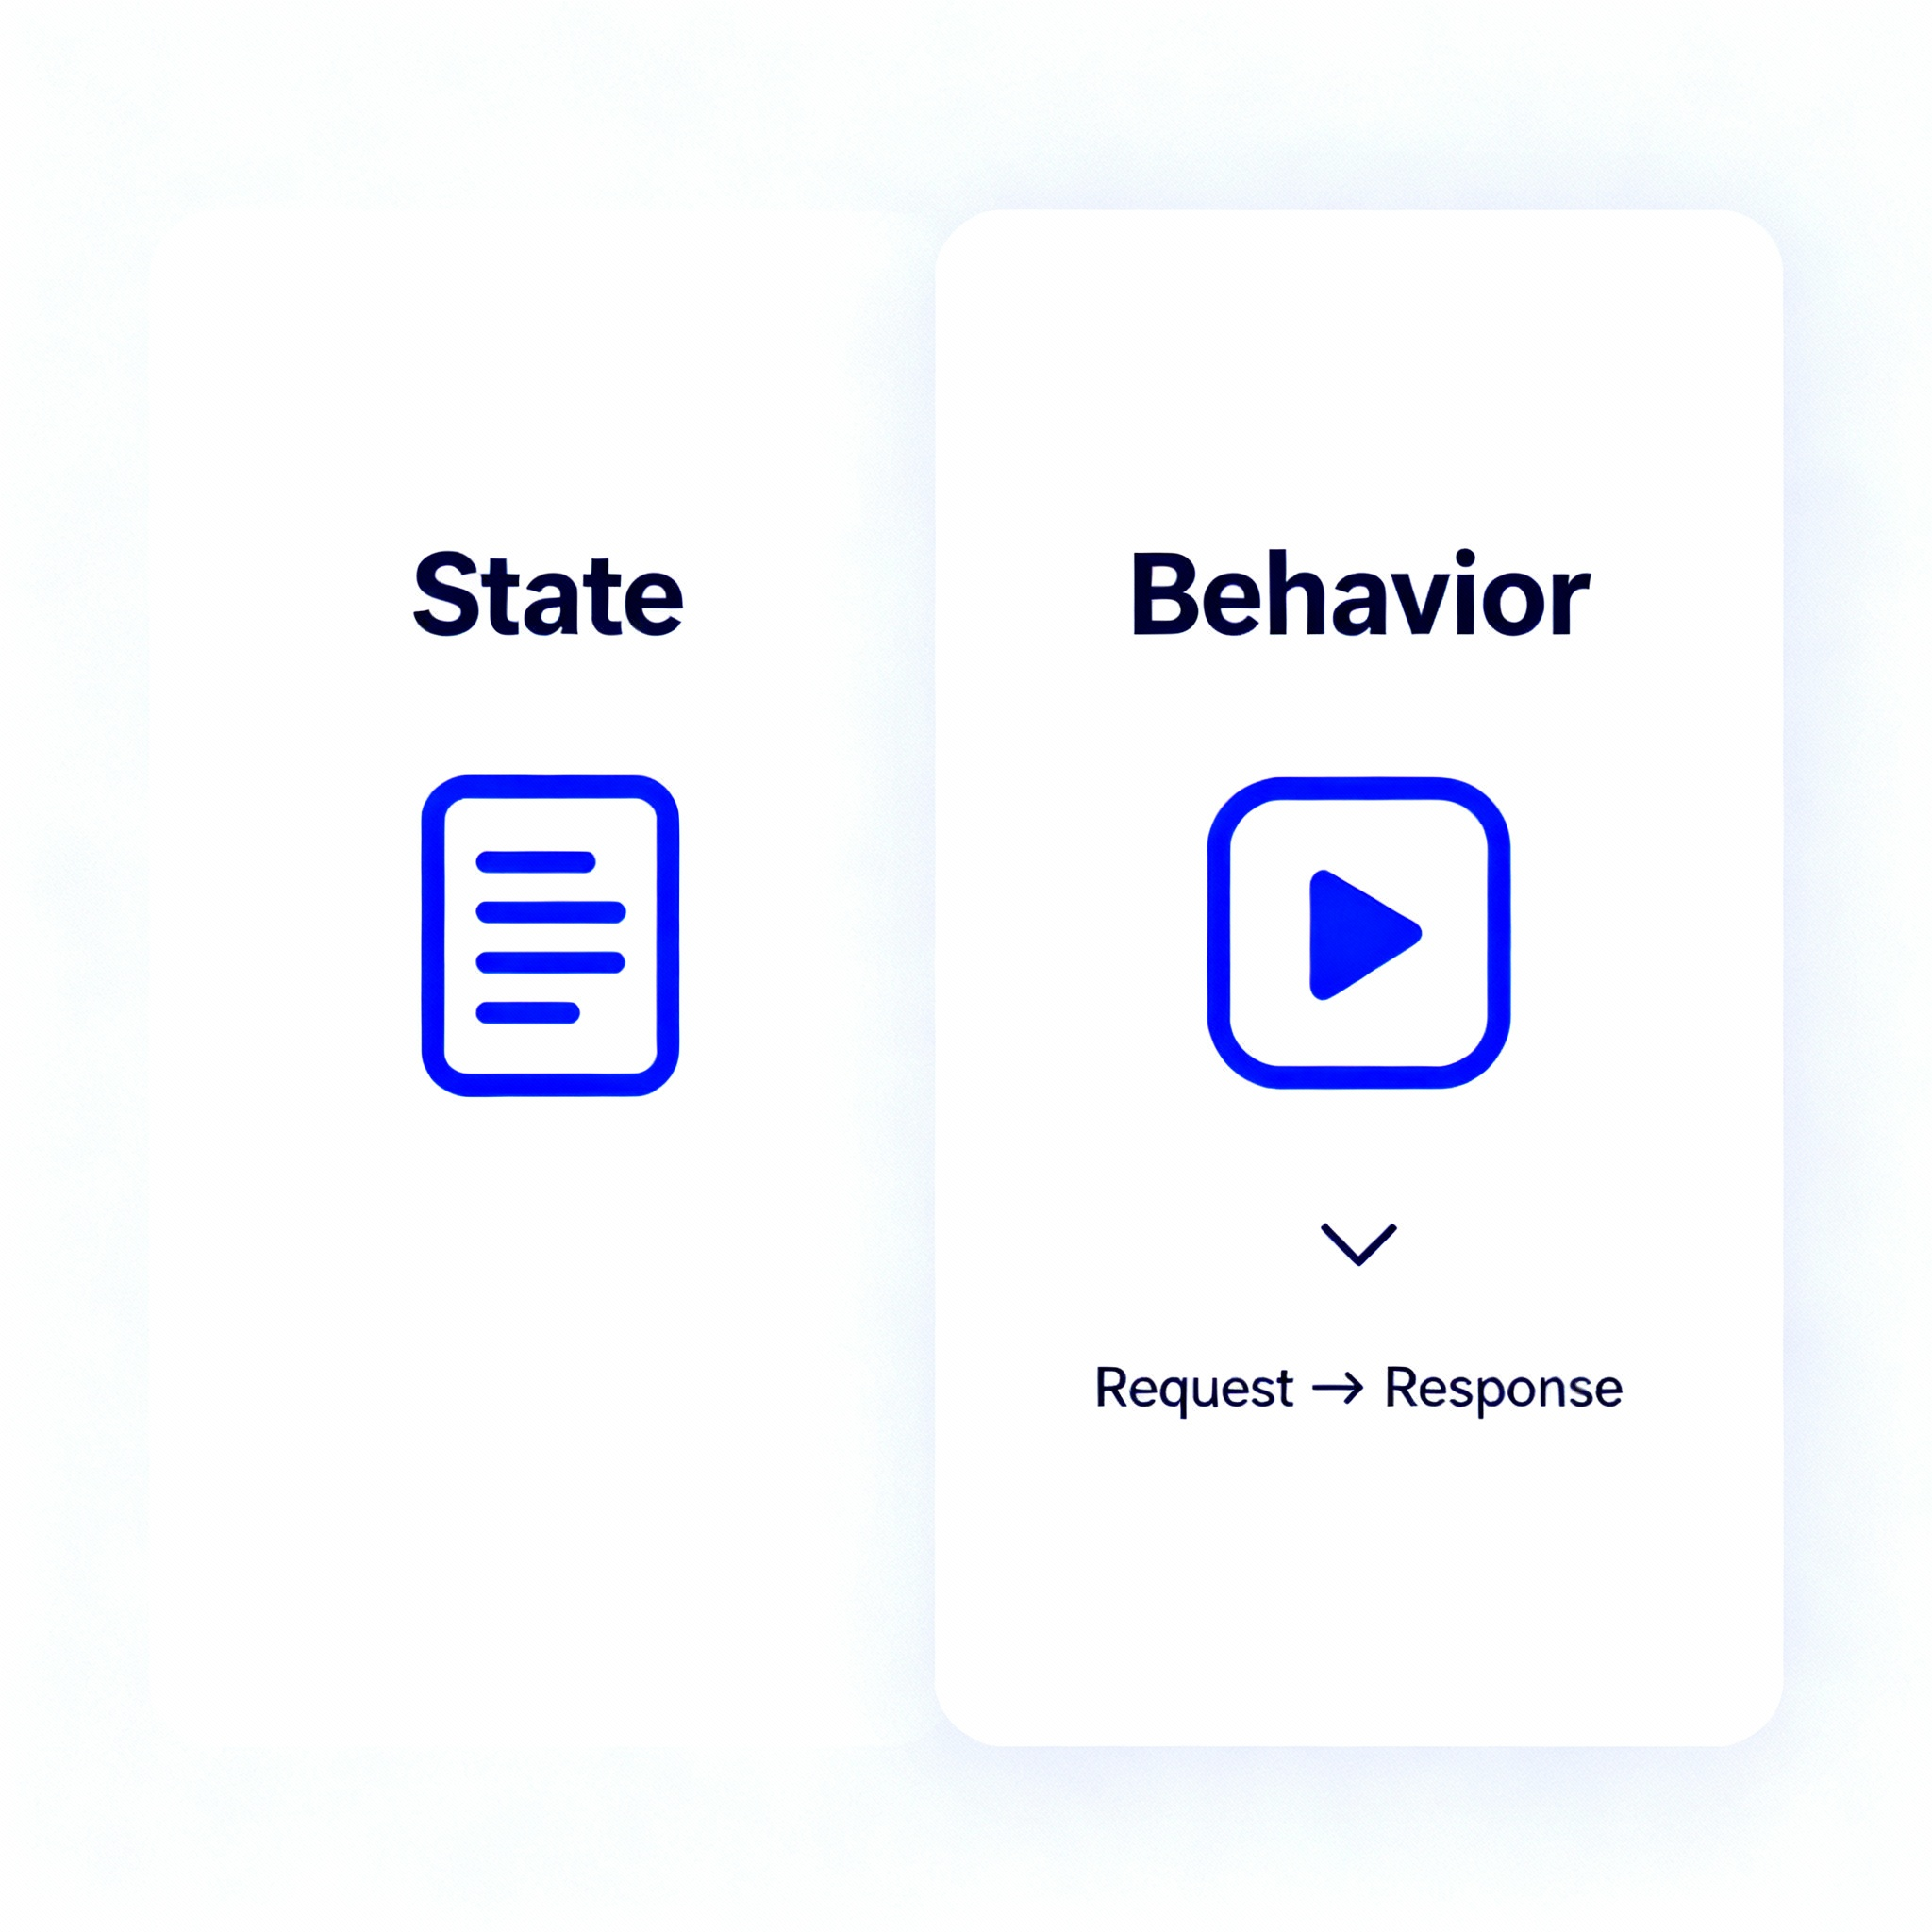 State
Behavior
Request → Response